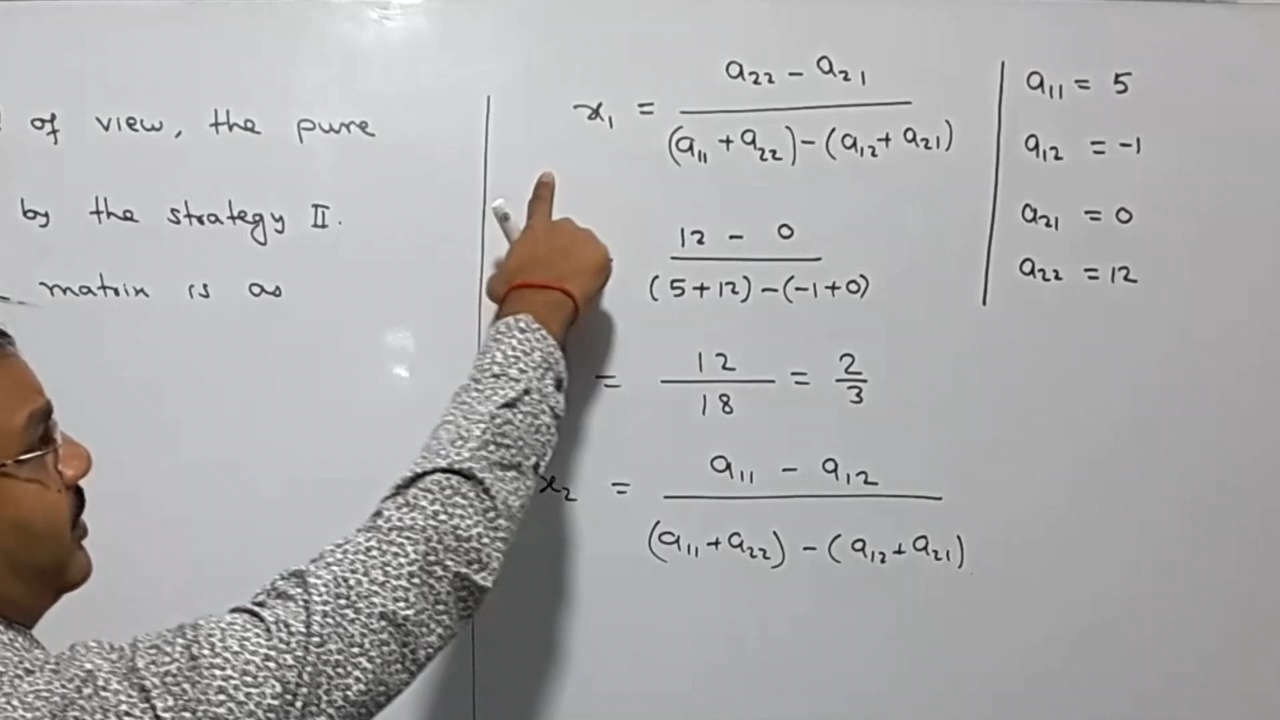 of view, the pure
by the strategy II.
matrix is as
x₁ = (a₂₂ - a₂₁) / ((a₁₁ + a₂₂) - (a₁₂ + a₂₁))
(12 - 0) / ((5+12) - (-1+0))
= 12/18 = 2/3
x₂ = (a₁₁ - a₁₂) / ((a₁₁ + a₂₂) - (a₁₂ + a₂₁))
a₁₁ = 5
a₁₂ = -1
a₂₁ = 0
a₂₂ = 12